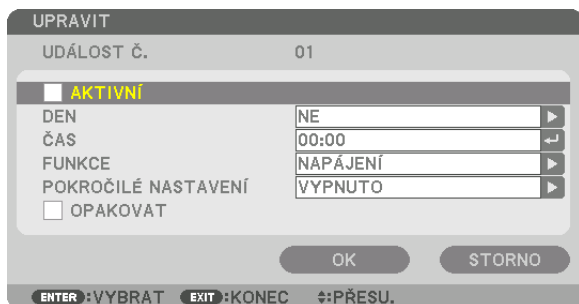 UPRAVIT
UDÁLOST Č. 01
AKTIVNÍ
DEN NE
ČAS 00:00
FUNKCE NAPÁJENÍ
POKROČILÉ NASTAVENÍ VYPNUTO
OPAKOVAT
OK STORNO
ENTER:VYBRAT EXIT:KONEC :PŘESU.